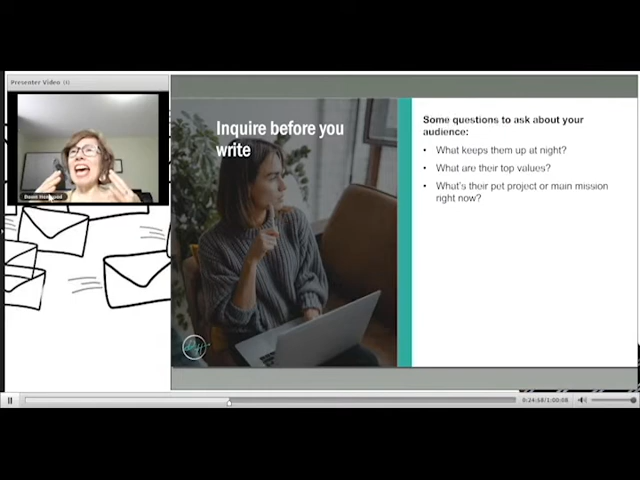 Presenter Video (1)
Inquire before you
write
Some questions to ask about your
audience:
• What keeps them up at night?
• What are their top values?
• What's their pet project or main mission
right now?
0:24:58/1:00:08